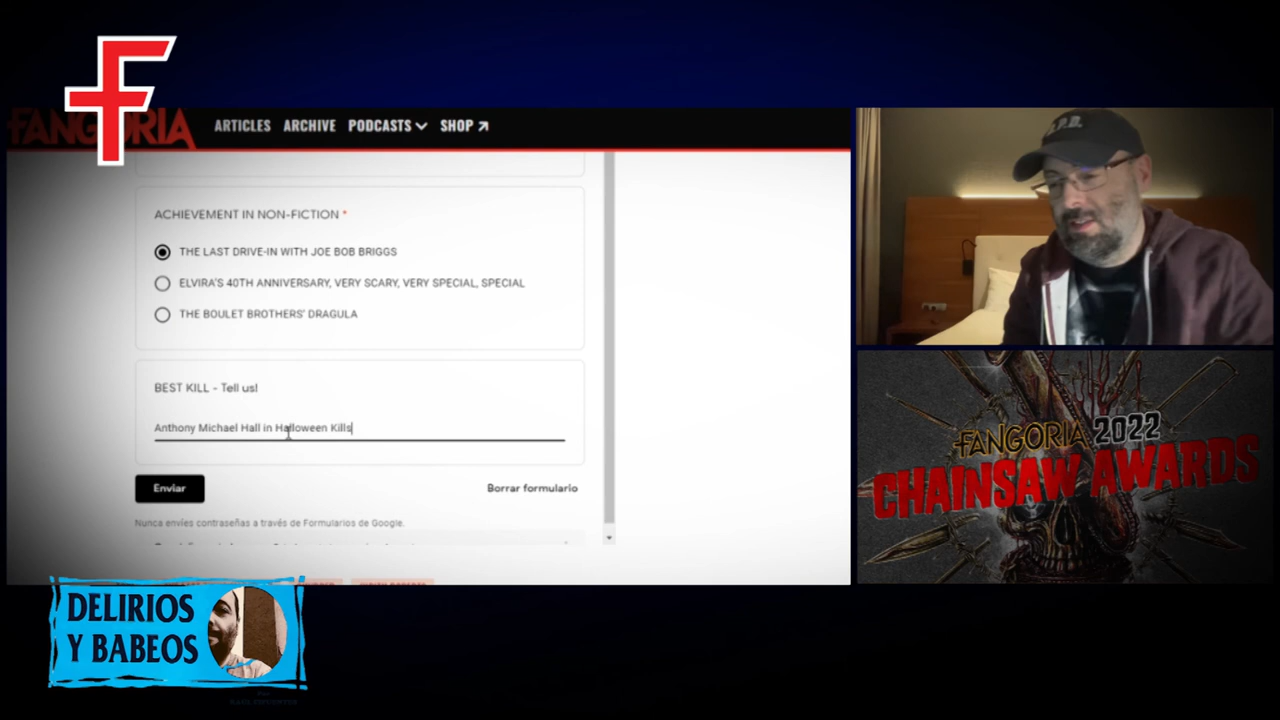 F
FANGORIA
ARTICLES ARCHIVE PODCASTS SHOP
ACHIEVEMENT IN NON-FICTION *
THE LAST DRIVE-IN WITH JOE BOB BRIGGS
ELVIRA'S 40TH ANNIVERSARY, VERY SCARY, VERY SPECIAL, SPECIAL
THE BOULET BROTHERS' DRAGULA
BEST KILL - Tell us!
Anthony Michael Hall in Halloween Kills
Enviar
Borrar formulario
Nunca envíes contraseñas a través de Formularios de Google.
FANGORIA 2022
CHAINSAW AWARDS
DELIRIOS
Y BABEOS